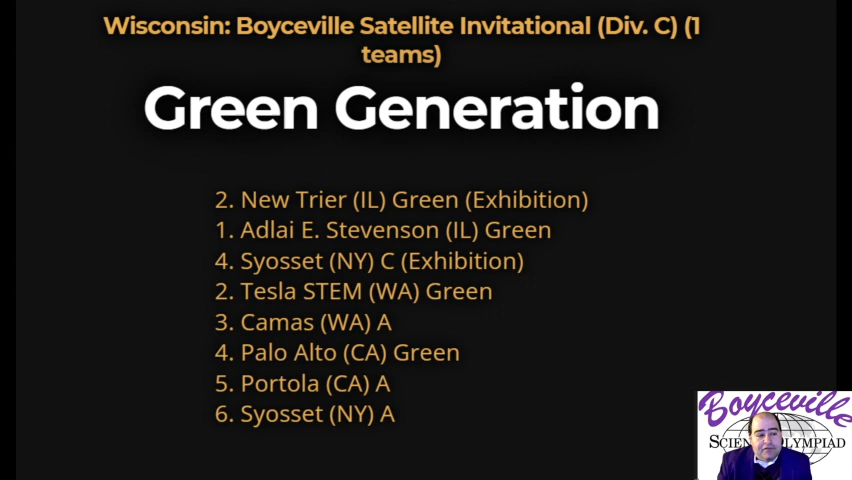 Wisconsin: Boyceville Satellite Invitational (Div. C) (1
teams)
Green Generation
2. New Trier (IL) Green (Exhibition)
1. Adlai E. Stevenson (IL) Green
4. Syosset (NY) C (Exhibition)
2. Tesla STEM (WA) Green
3. Camas (WA) A
4. Palo Alto (CA) Green
5. Portola (CA) A
6. Syosset (NY) A
Boyceville